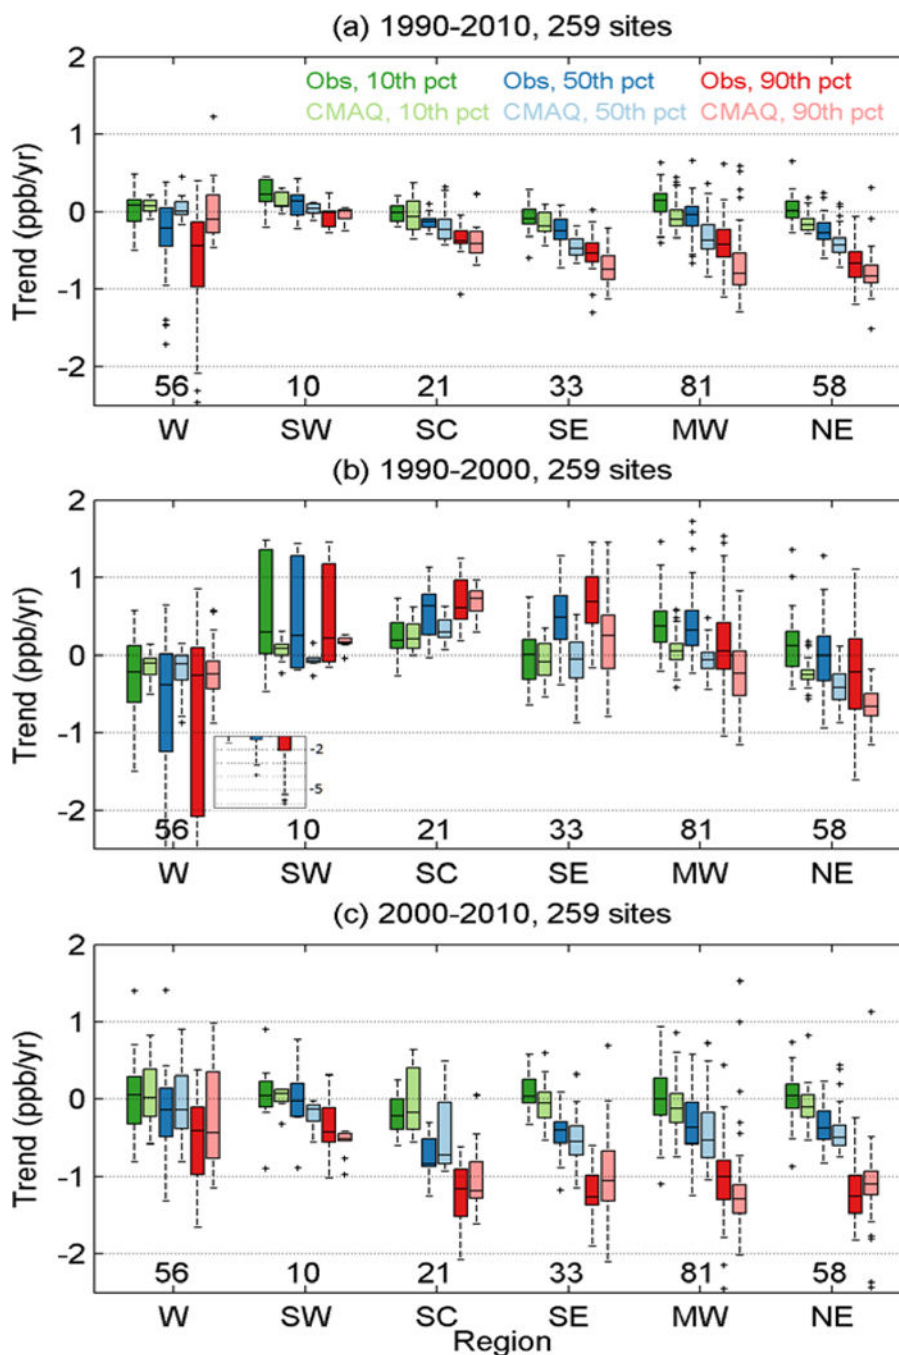 (a) 1990-2010, 259 sites
Obs, 10th pct Obs, 50th pct Obs, 90th pct
CMAQ, 10th pct CMAQ, 50th pct CMAQ, 90th pct
Trend (ppb/yr)
2
1
0
-1
-2
56 10 21 33 81 58
W SW SC SE MW NE
(b) 1990-2000, 259 sites
Trend (ppb/yr)
2
1
0
-1
-2
-2
-5
56 10 21 33 81 58
W SW SC SE MW NE
(c) 2000-2010, 259 sites
Trend (ppb/yr)
2
1
0
-1
-2
56 10 21 33 81 58
W SW SC SE MW NE
Region